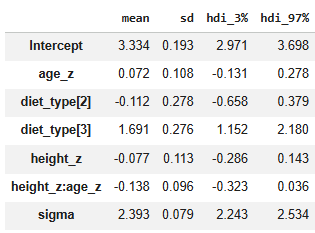 mean sd hdi_3% hdi_97%
Intercept 3.334 0.193 2.971 3.698
age_z 0.072 0.108 -0.131 0.278
diet_type[2] -0.112 0.278 -0.658 0.379
diet_type[3] 1.691 0.276 1.152 2.180
height_z -0.077 0.113 -0.286 0.143
height_z:age_z -0.138 0.096 -0.323 0.036
sigma 2.393 0.079 2.243 2.534